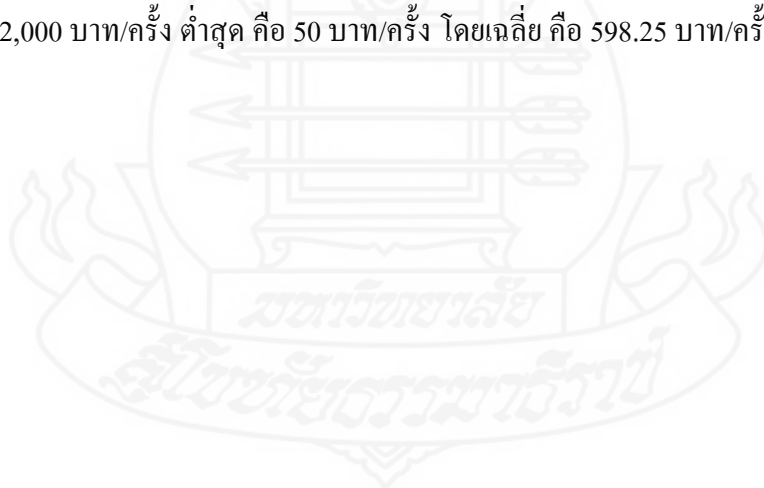 2,000 บาท/ครั้ง ต่ำสุด คือ 50 บาท/ครั้ง โดยเฉลี่ย คือ 598.25 บาท/ครั้
มหาวิทยาลัย
สุโขทัยธรรมาธิราช